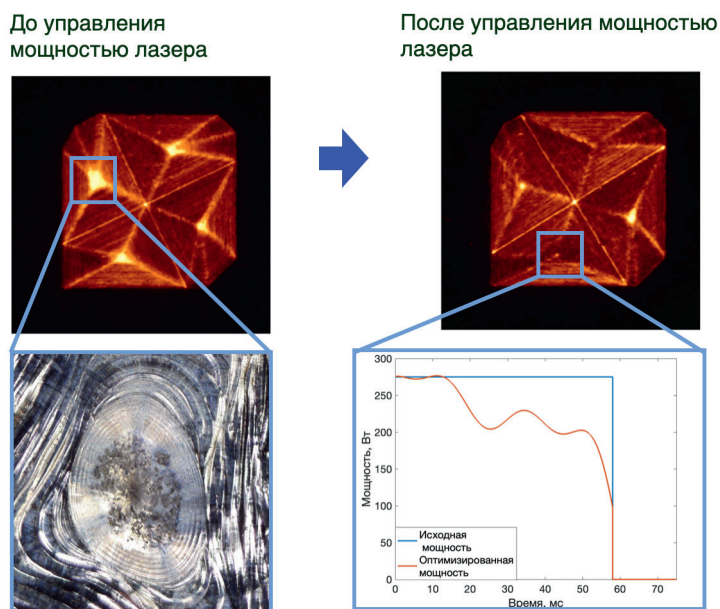 До управления
мощностью лазера
После управления мощностью
лазера
300
250
200
150
100
50
0
Мощность, Вт
Исходная
мощность
Оптимизированная
мощность
0 10 20 30 40 50 60 70
Время, мс